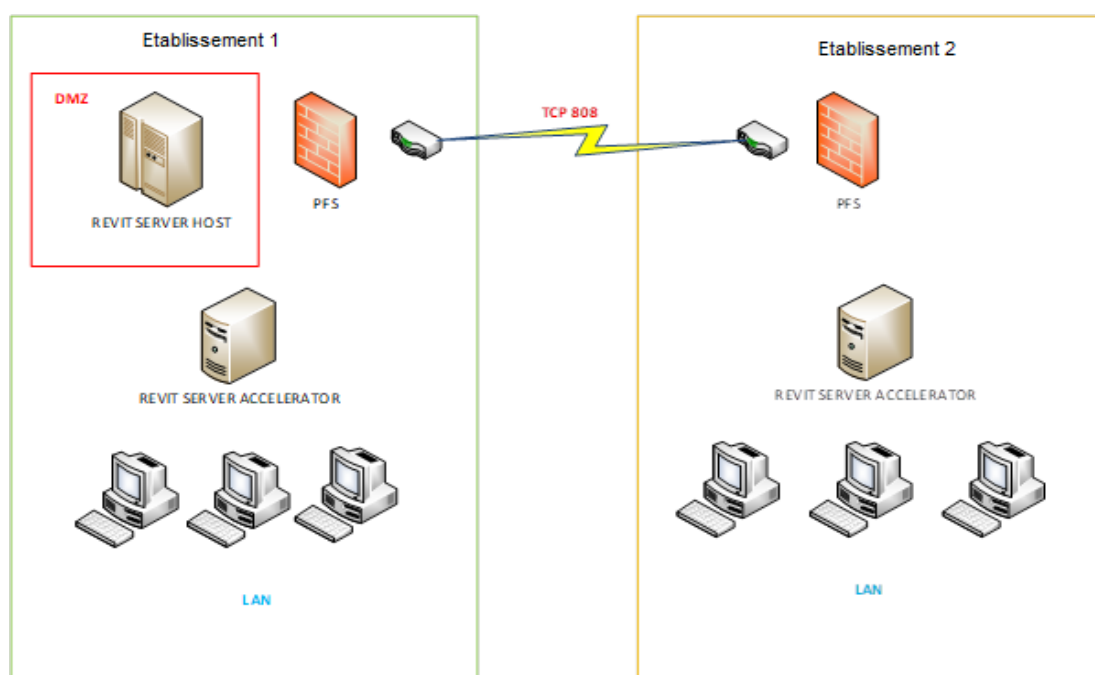 Etablissement 1
Etablissement 2
DMZ
TCP 808
REVIT SERVER HOST
PFS
PFS
REVIT SERVER ACCELERATOR
REVIT SERVER ACCELERATOR
LAN
LAN